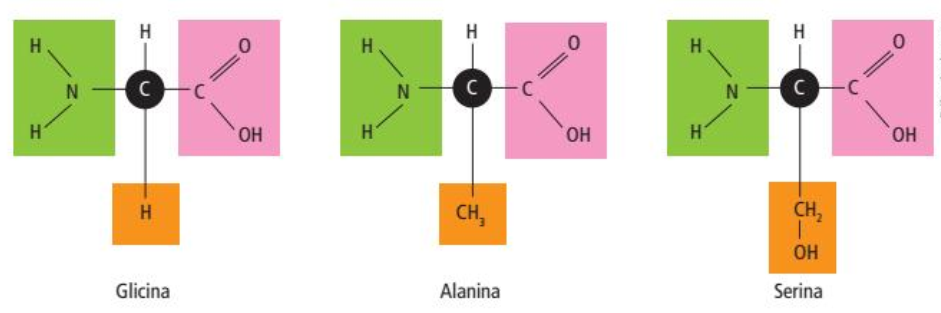 H H O H H O H H O
N C C N C C N C C
H OH H OH H OH
H CH₃ CH₂
OH
Glicina Alanina Serina